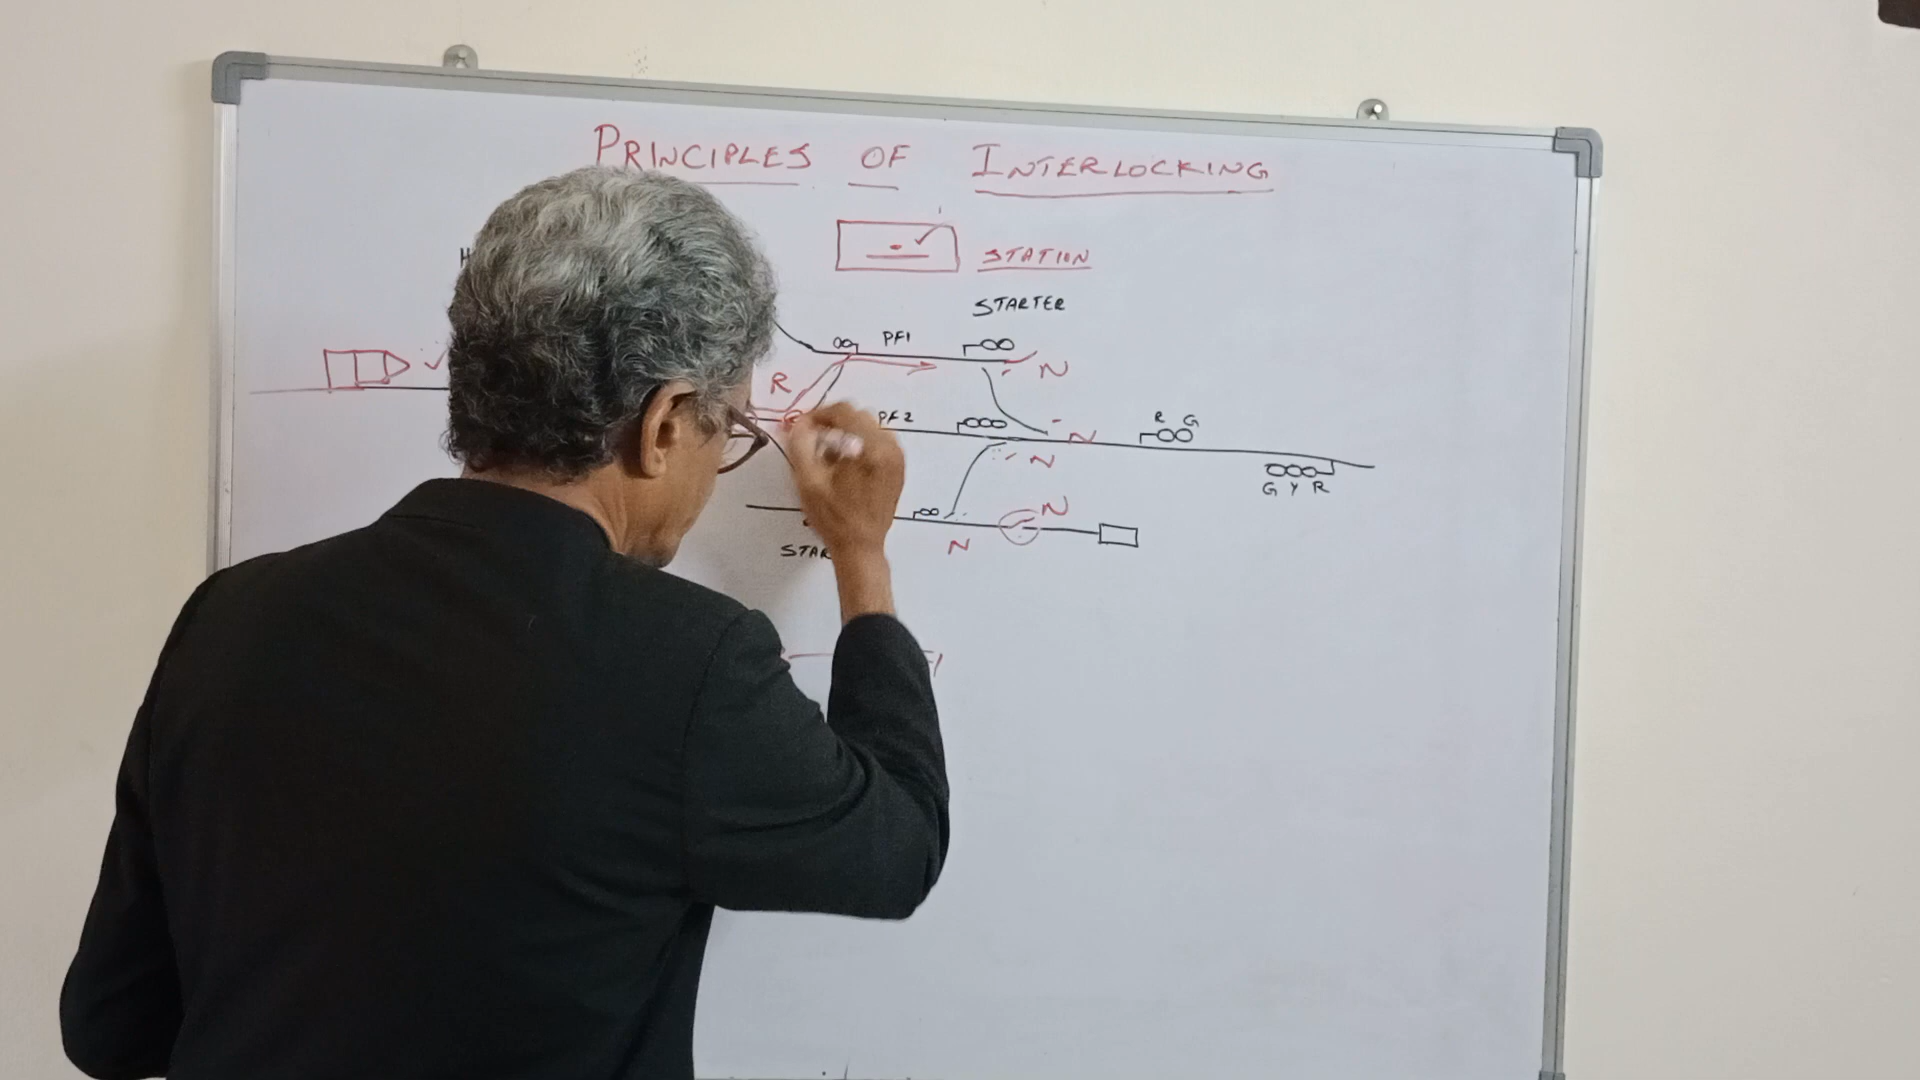 PRINCIPLES OF INTERLOCKING
STATION
STARTER
PF1
R
N
PF2
N
R G
N
G Y R
N
N